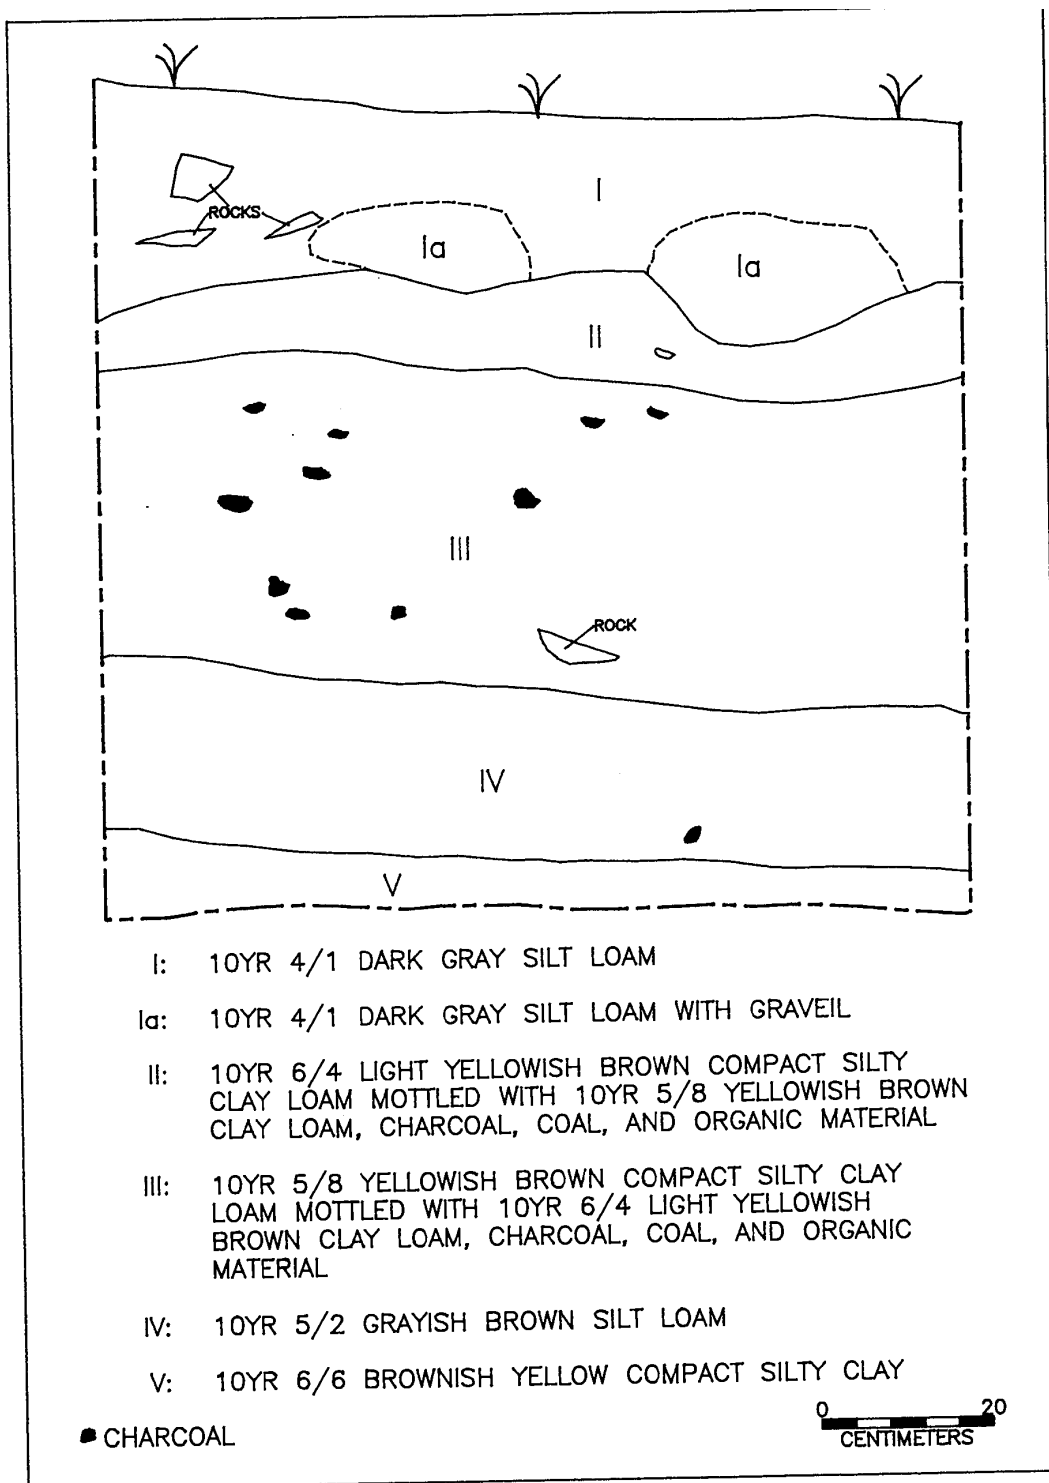 I
ROCKS
Ia
Ia
II
III
ROCK
IV
V
I: 10YR 4/1 DARK GRAY SILT LOAM
Ia: 10YR 4/1 DARK GRAY SILT LOAM WITH GRAVEIL
II: 10YR 6/4 LIGHT YELLOWISH BROWN COMPACT SILTY
CLAY LOAM MOTTLED WITH 10YR 5/8 YELLOWISH BROWN
CLAY LOAM, CHARCOAL, COAL, AND ORGANIC MATERIAL
III: 10YR 5/8 YELLOWISH BROWN COMPACT SILTY CLAY
LOAM MOTTLED WITH 10YR 6/4 LIGHT YELLOWISH
BROWN CLAY LOAM, CHARCOAL, COAL, AND ORGANIC
MATERIAL
IV: 10YR 5/2 GRAYISH BROWN SILT LOAM
V: 10YR 6/6 BROWNISH YELLOW COMPACT SILTY CLAY
CHARCOAL
0 20
CENTIMETERS